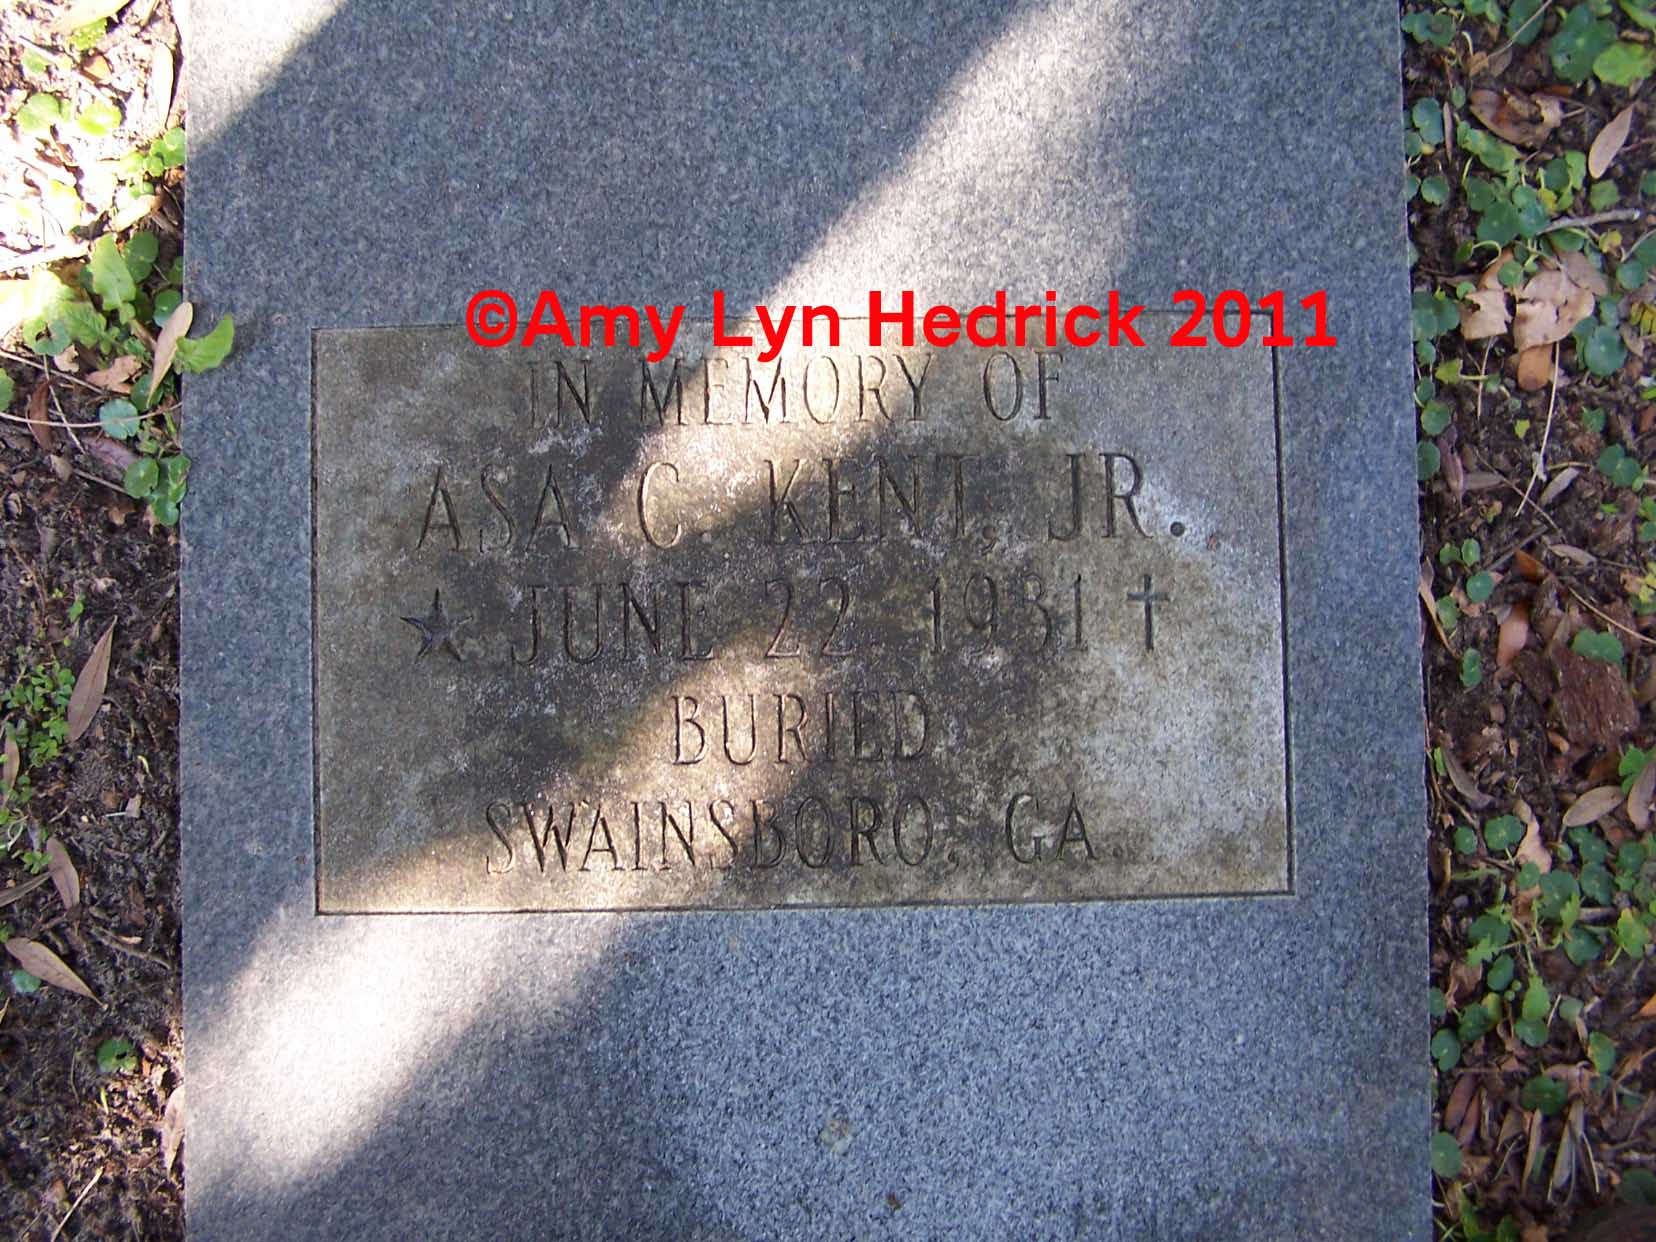 ©Amy Lyn Hedrick 2011
IN MEMORY OF
ASA C. KENT, JR.
★ JUNE 22, 1931 ✝
BURIED
SWAINSBORO, GA.